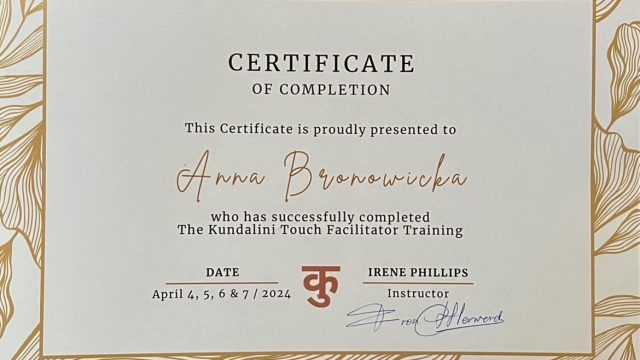 CERTIFICATE
OF COMPLETION
This Certificate is proudly presented to
Anna Bronowicka
who has successfully completed
The Kundalini Touch Facilitator Training
DATE
April 4, 5, 6 & 7 / 2024
कु
IRENE PHILLIPS
Instructor